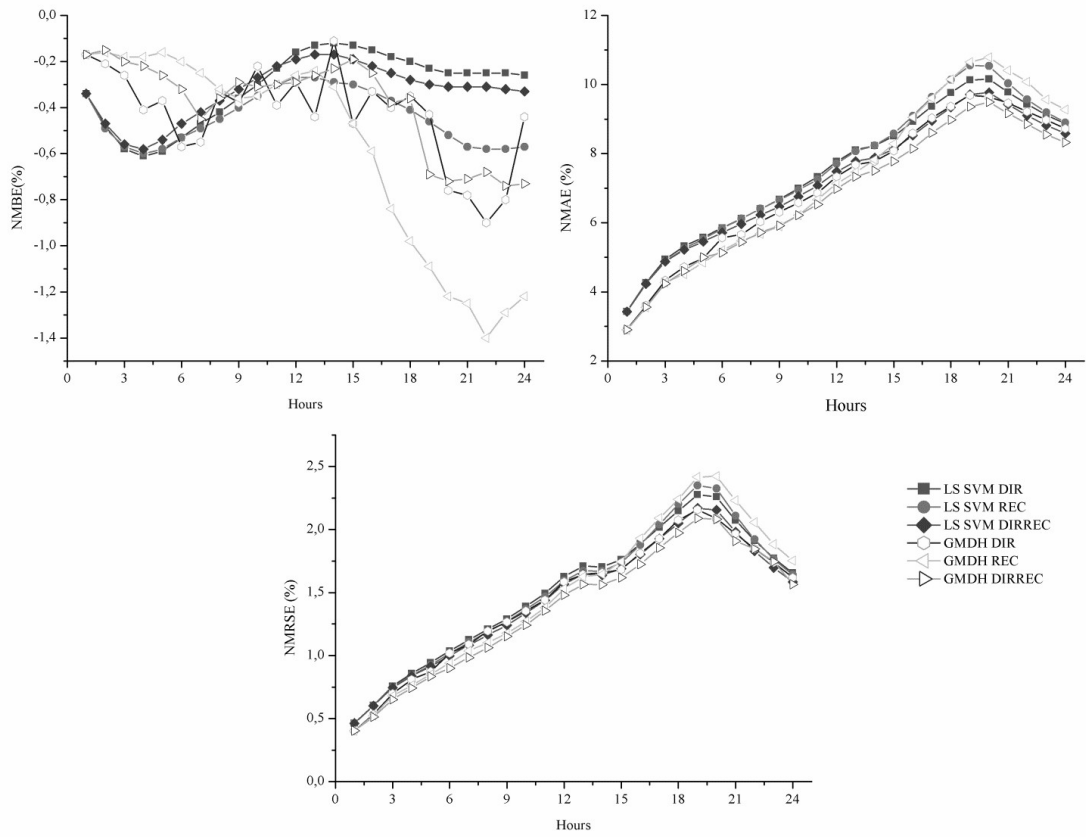 0,0
-0,2
-0,4
-0,6
-0,8
-1,0
-1,2
-1,4
NMBE(%)
0 3 6 9 12 15 18 21 24
Hours
12
10
8
6
4
2
NMAE (%)
0 3 6 9 12 15 18 21 24
Hours
2,5
2,0
1,5
1,0
0,5
0,0
NMRSE (%)
0 3 6 9 12 15 18 21 24
Hours
LS SVM DIR
LS SVM REC
LS SVM DIRREC
GMDH DIR
GMDH REC
GMDH DIRREC